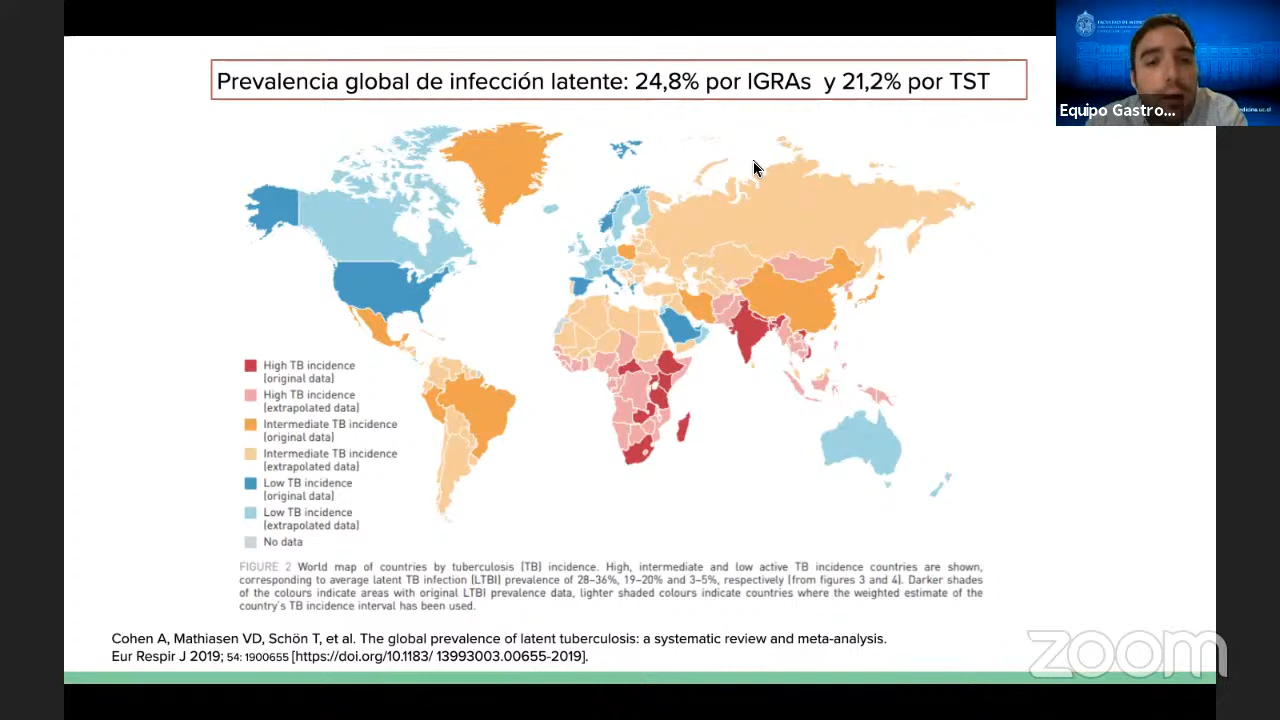 Prevalencia global de infección latente: 24,8% por IGRAs y 21,2% por TST
Equipo Gastro...
High TB incidence
(original data)
High TB incidence
(extrapolated data)
Intermediate TB incidence
(original data)
Intermediate TB incidence
(extrapolated data)
Low TB incidence
(original data)
Low TB incidence
(extrapolated data)
No data
FIGURE 2 World map of countries by tuberculosis (TB) incidence. High, intermediate and low active TB incidence countries are shown,
corresponding to average latent TB infection (LTBI) prevalence of 28–36%, 19–20% and 3–5%, respectively (from figures 3 and 4). Darker shades
of the colours indicate areas with original LTBI prevalence data, lighter shaded colours indicate countries where the weighted estimate of the
country's TB incidence interval has been used.
Cohen A, Mathiasen VD, Schön T, et al. The global prevalence of latent tuberculosis: a systematic review and meta-analysis.
Eur Respir J 2019; 54: 1900655 [https://doi.org/10.1183/ 13993003.00655-2019].
zoom